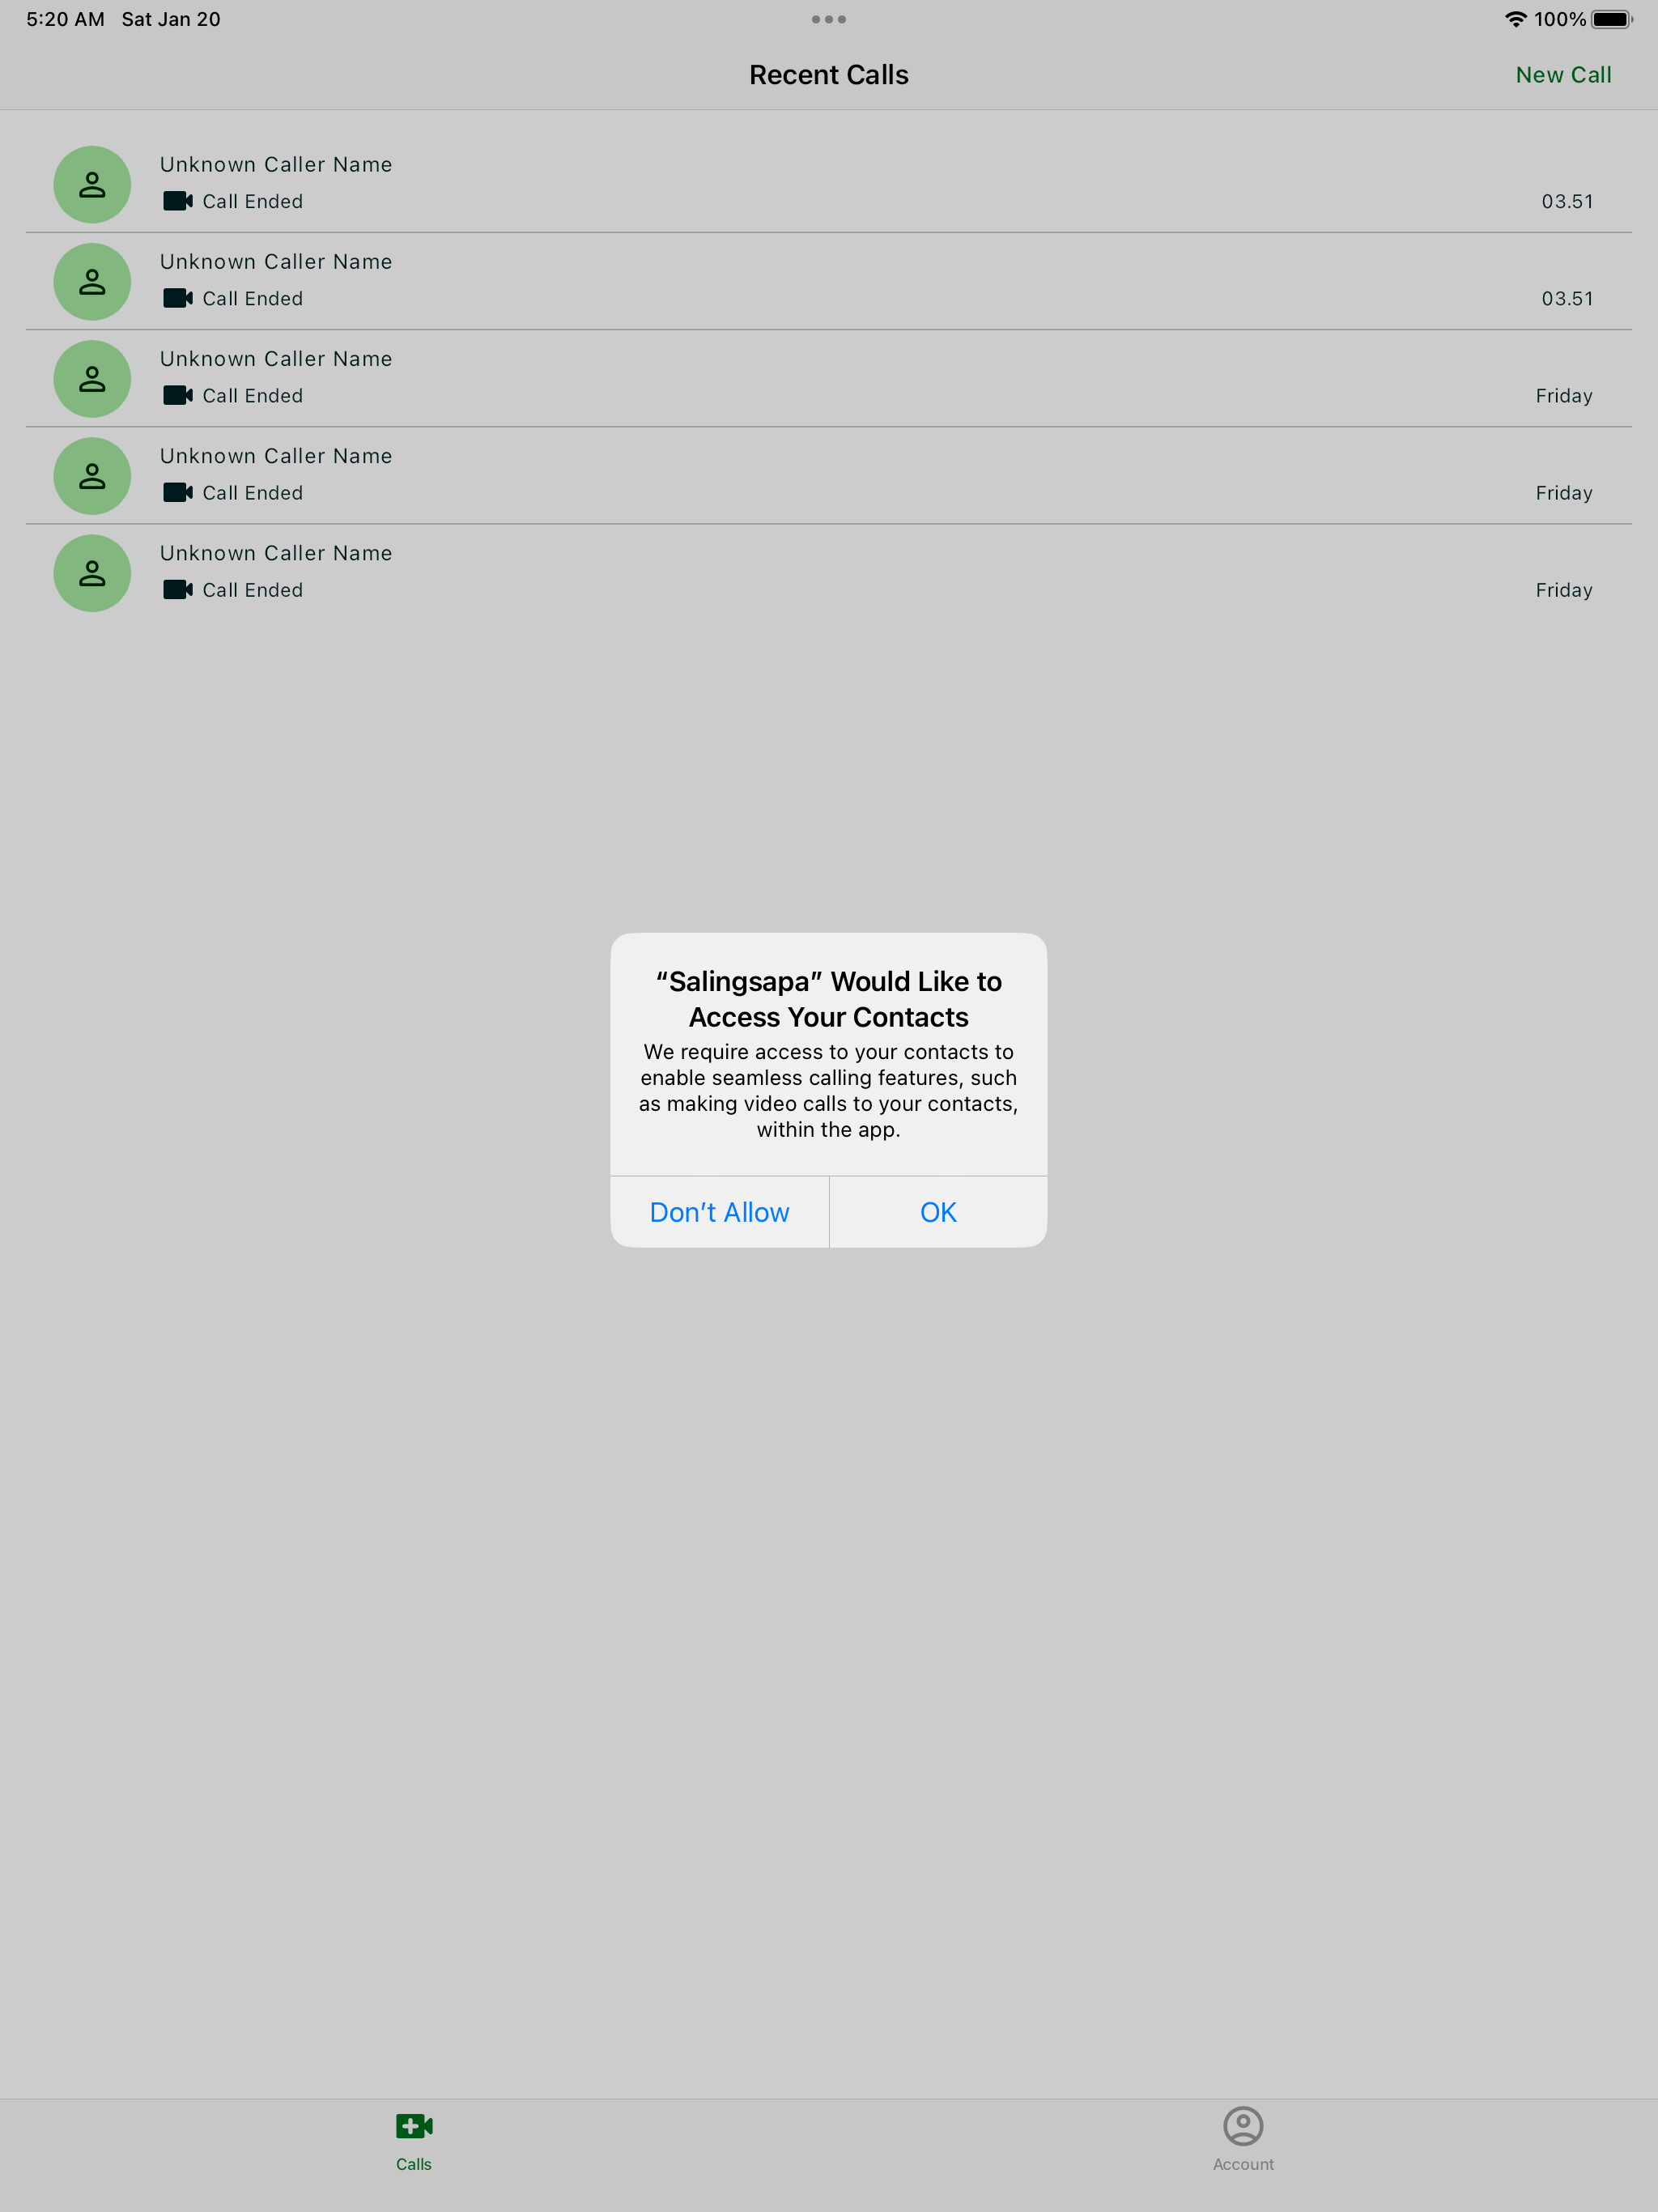 5:20 AM Sat Jan 20
100%
Recent Calls
New Call
Unknown Caller Name
Call Ended
03.51
Unknown Caller Name
Call Ended
03.51
Unknown Caller Name
Call Ended
Friday
Unknown Caller Name
Call Ended
Friday
Unknown Caller Name
Call Ended
Friday
“Salingsapa” Would Like to
Access Your Contacts
We require access to your contacts to
enable seamless calling features, such
as making video calls to your contacts,
within the app.
Don’t Allow
OK
Calls
Account